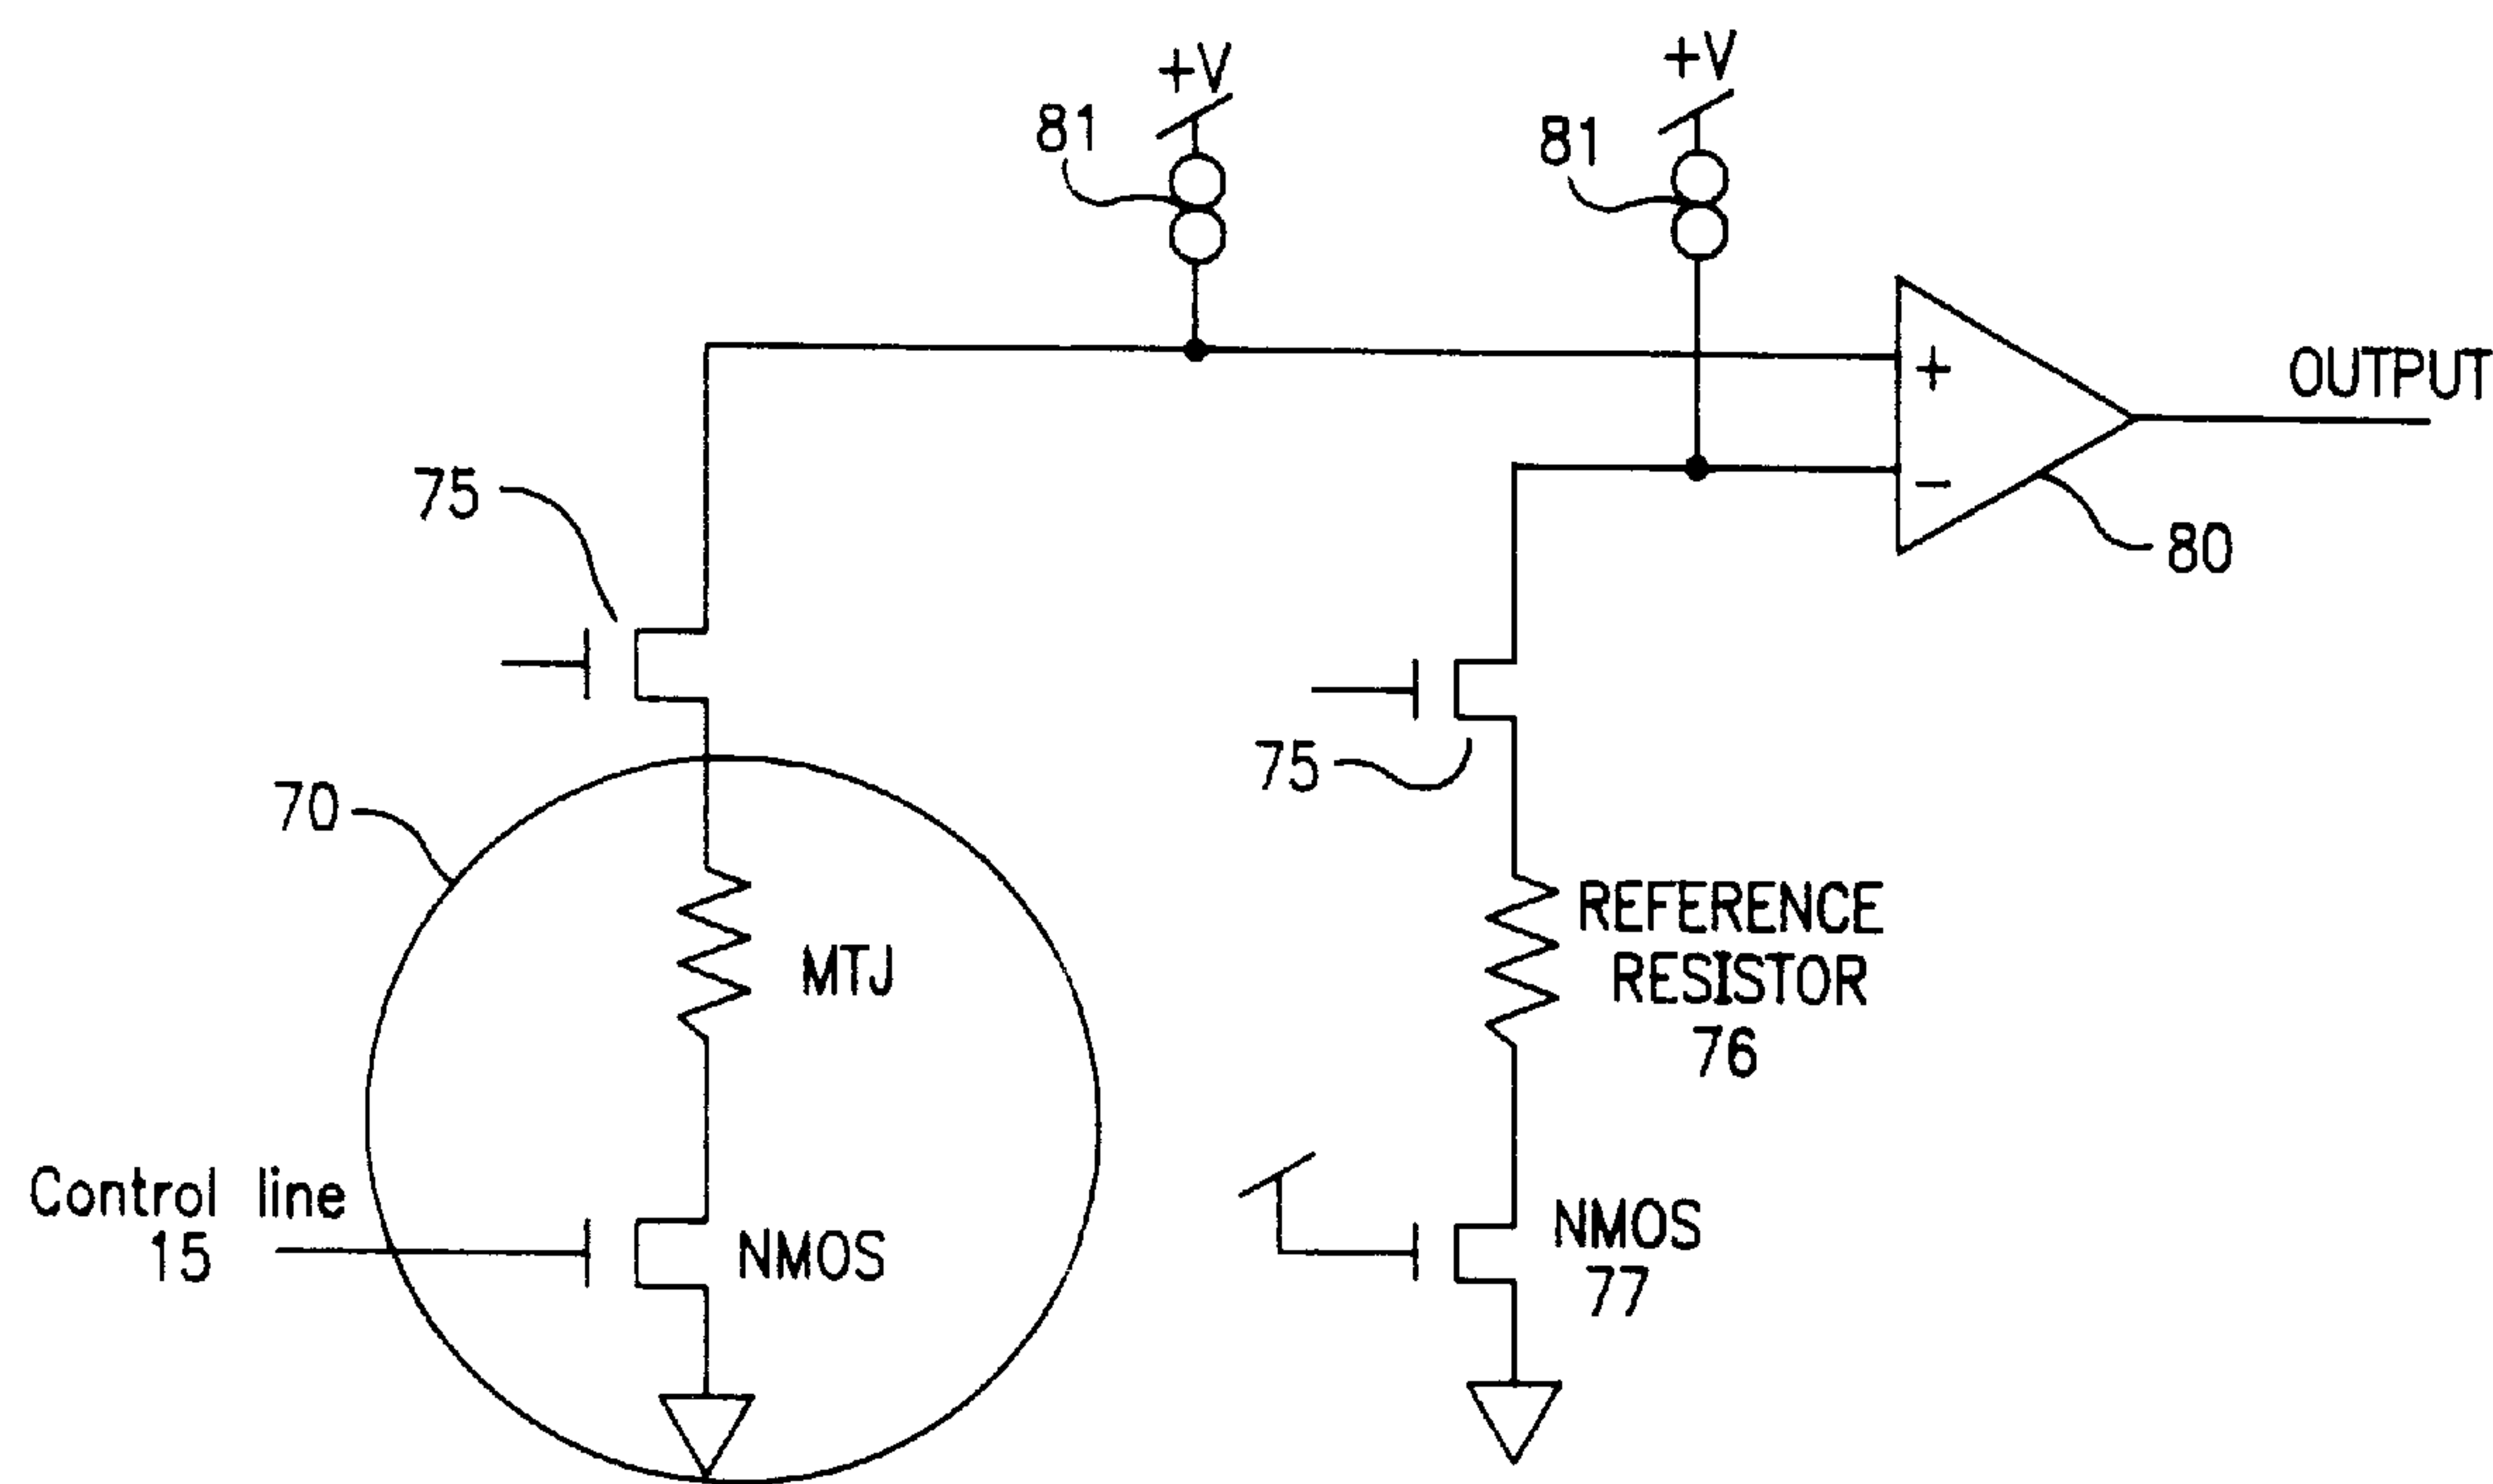 +V
+V
81
81
+
OUTPUT
75
-
80
75
70
REFERENCE
RESISTOR
76
MTJ
Control line
15
NMOS
NMOS
77